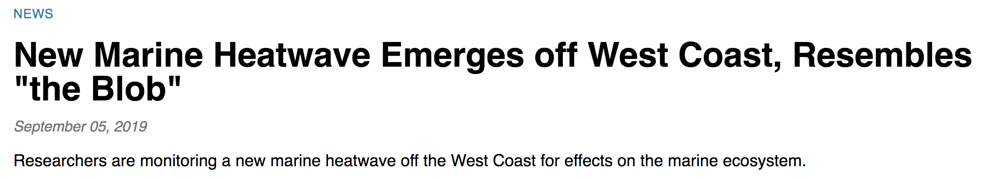 NEWS
New Marine Heatwave Emerges off West Coast, Resembles
"the Blob"
September 05, 2019
Researchers are monitoring a new marine heatwave off the West Coast for effects on the marine ecosystem.